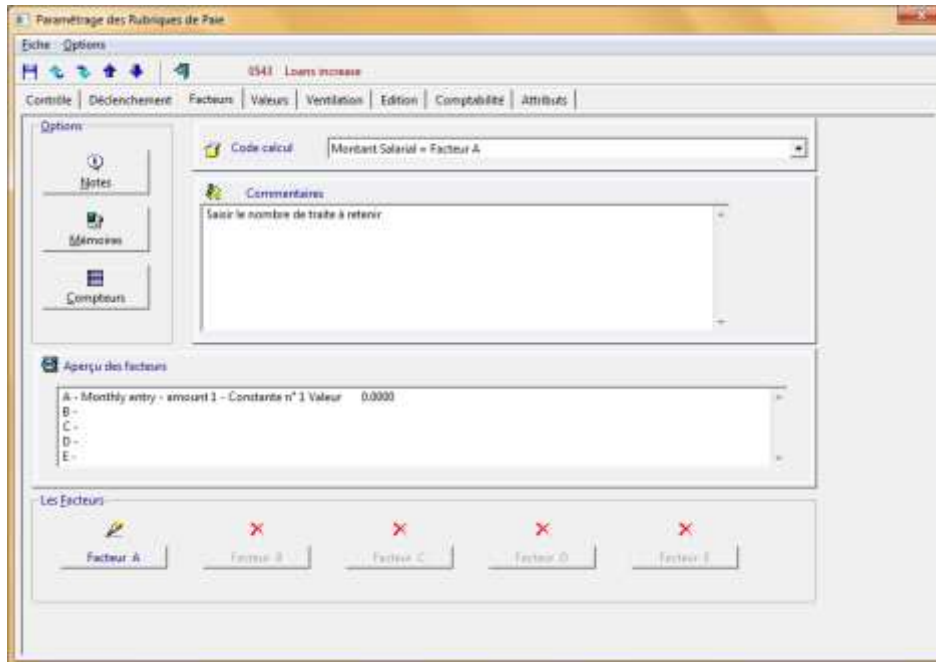 Paramétrage des Rubriques de Paie
Fiche Options
0543 Loans increase
Contrôle Déclenchement Facteurs Valeurs Ventilation Edition Comptabilité Attributs
Options
Code calcul Montant Salarial = Facteur A
Notes
Commentaires
Saisir le nombre de traite à retenir
Mémoires
Compteurs
Aperçu des facteurs
A - Monthly entry - amount 1 - Constante n° 1 Valeur 0.0000
B -
C -
D -
E -
Les Facteurs
Facteur A Facteur B Facteur C Facteur D Facteur E